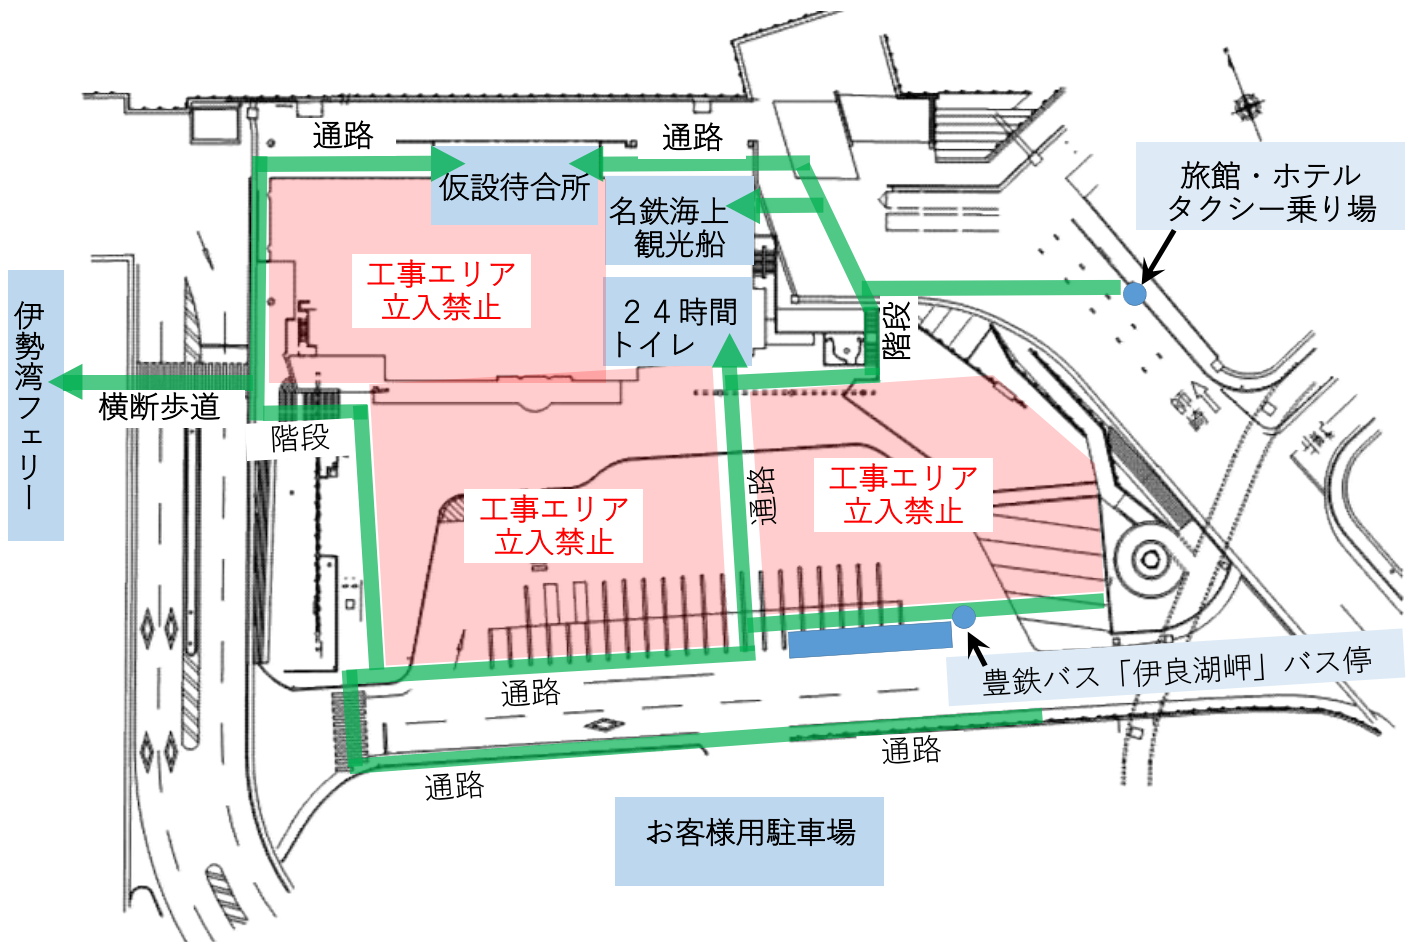 通路
通路
仮設待合所
名鉄海上
観光船
旅館・ホテル
タクシー乗り場
工事エリア
立入禁止
２４時間
トイレ
階段
伊勢湾フェリー
横断歩道
階段
師崎
工事エリア
立入禁止
通路
工事エリア
立入禁止
豊鉄バス「伊良湖岬」バス停
通路
通路
通路
お客様用駐車場